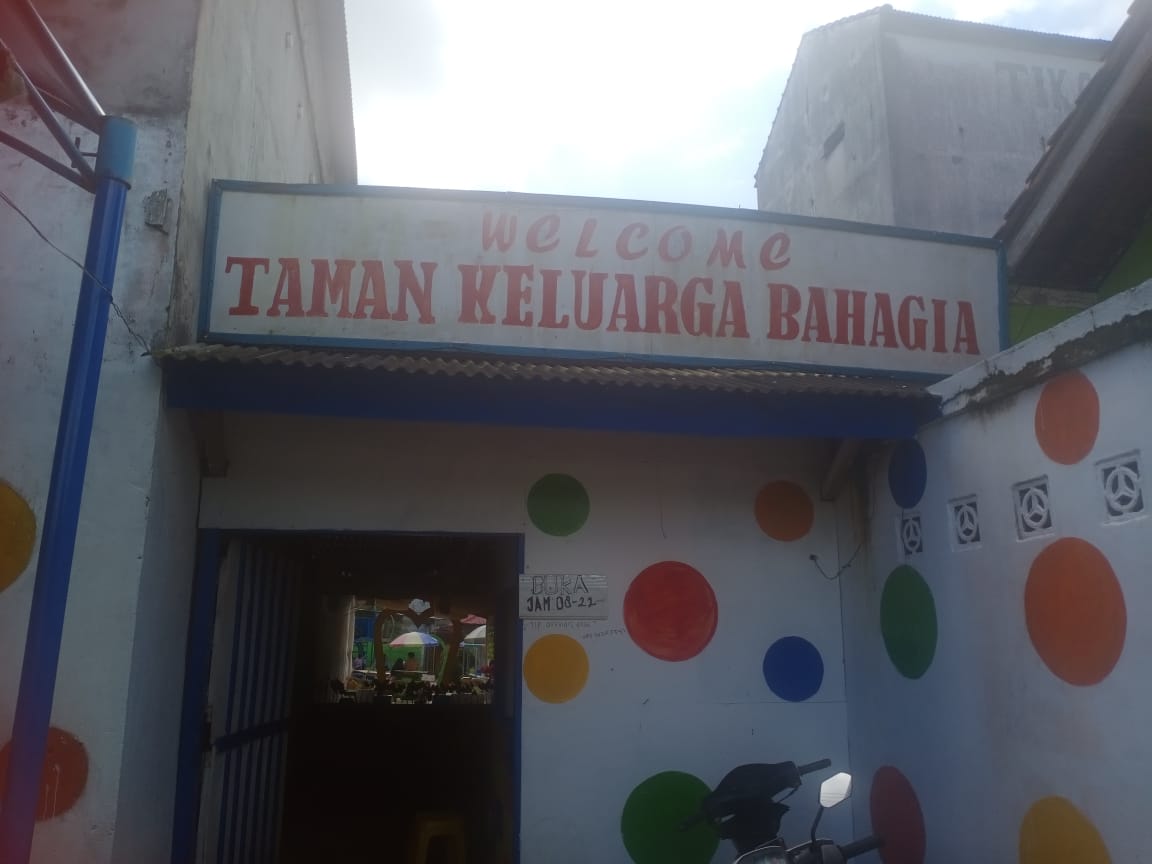 WELCOME
TAMAN KELUARGA BAHAGIA
BUKA
JAM 08-22